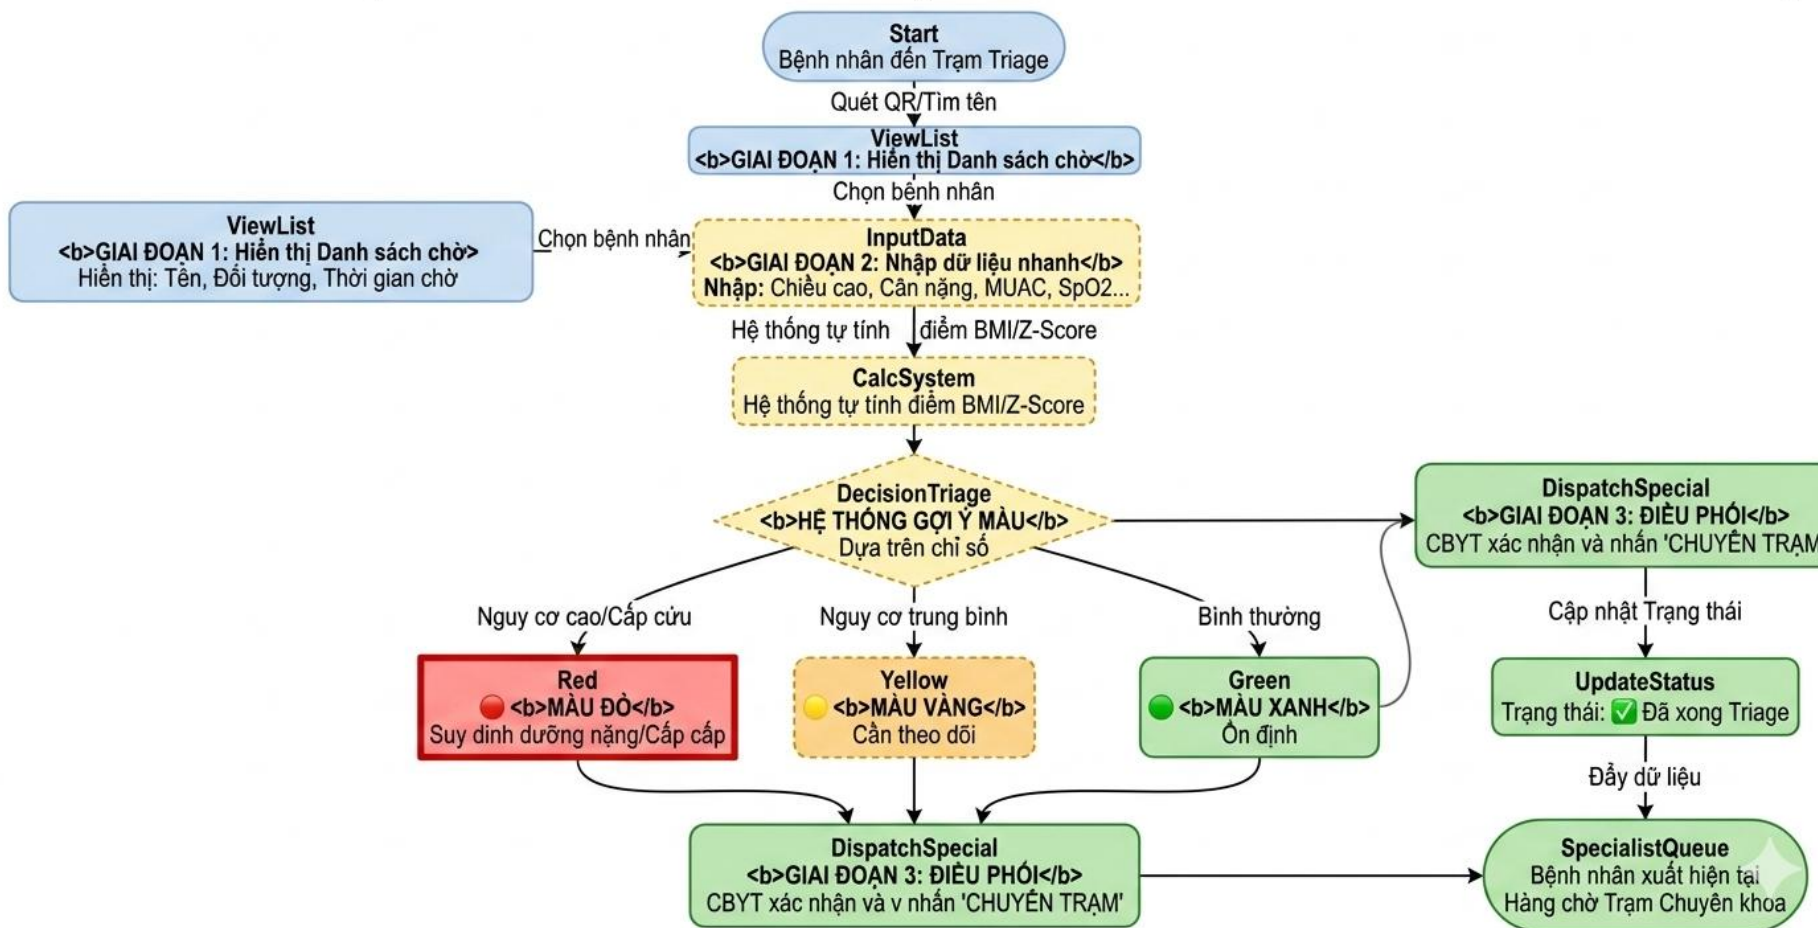 Start
Bệnh nhân đến Trạm Triage
Quét QR/Tìm tên
ViewList
<b>GIAI ĐOẠN 1: Hiển thị Danh sách chờ</b>
Chọn bệnh nhân
ViewList
<b>GIAI ĐOẠN 1: Hiển thị Danh sách chờ>
Hiển thị: Tên, Đối tượng, Thời gian chờ
Chọn bệnh nhân
InputData
<b>GIAI ĐOẠN 2: Nhập dữ liệu nhanh</b>
Nhập: Chiều cao, Cân nặng, MUAC, SpO2...
Hệ thống tự tính điểm BMI/Z-Score
CalcSystem
Hệ thống tự tính điểm BMI/Z-Score
DecisionTriage
<b>HỆ THỐNG GỢI Ý MÀU</b>
Dựa trên chỉ số
DispatchSpecial
<b>GIAI ĐOẠN 3: ĐIỀU PHỐI</b>
CBYT xác nhận và nhấn 'CHUYỂN TRẠM
Nguy cơ cao/Cấp cứu
Nguy cơ trung bình
Bình thường
Cập nhật Trạng thái
Red
🔴 <b>MÀU ĐỎ</b>
Suy dinh dưỡng nặng/Cấp cấp
Yellow
🟡 <b>MÀU VÀNG</b>
Cần theo dõi
Green
🟢 <b>MÀU XANH</b>
Ổn định
UpdateStatus
Trạng thái: ✅ Đã xong Triage
Đẩy dữ liệu
DispatchSpecial
<b>GIAI ĐOẠN 3: ĐIỀU PHỐI</b>
CBYT xác nhận và v nhấn 'CHUYỂN TRẠM'
SpecialistQueue
Bệnh nhân xuất hiện tại
Hàng chờ Trạm Chuyên khoa